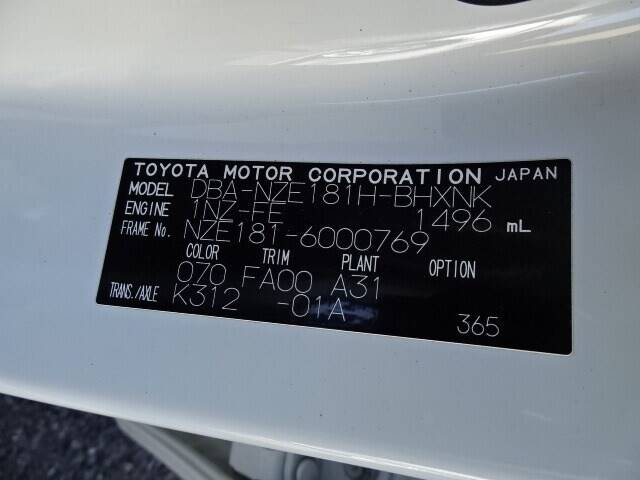 TOYOTA MOTOR CORPORATION JAPAN
MODEL DBA-NZE181H-BHXNK
ENGINE 1NZ-FE 1496 mL
FRAME No. NZE181-6000769
COLOR TRIM PLANT OPTION
070 FA00 A31
TRANS./AXLE K312 -01A
365